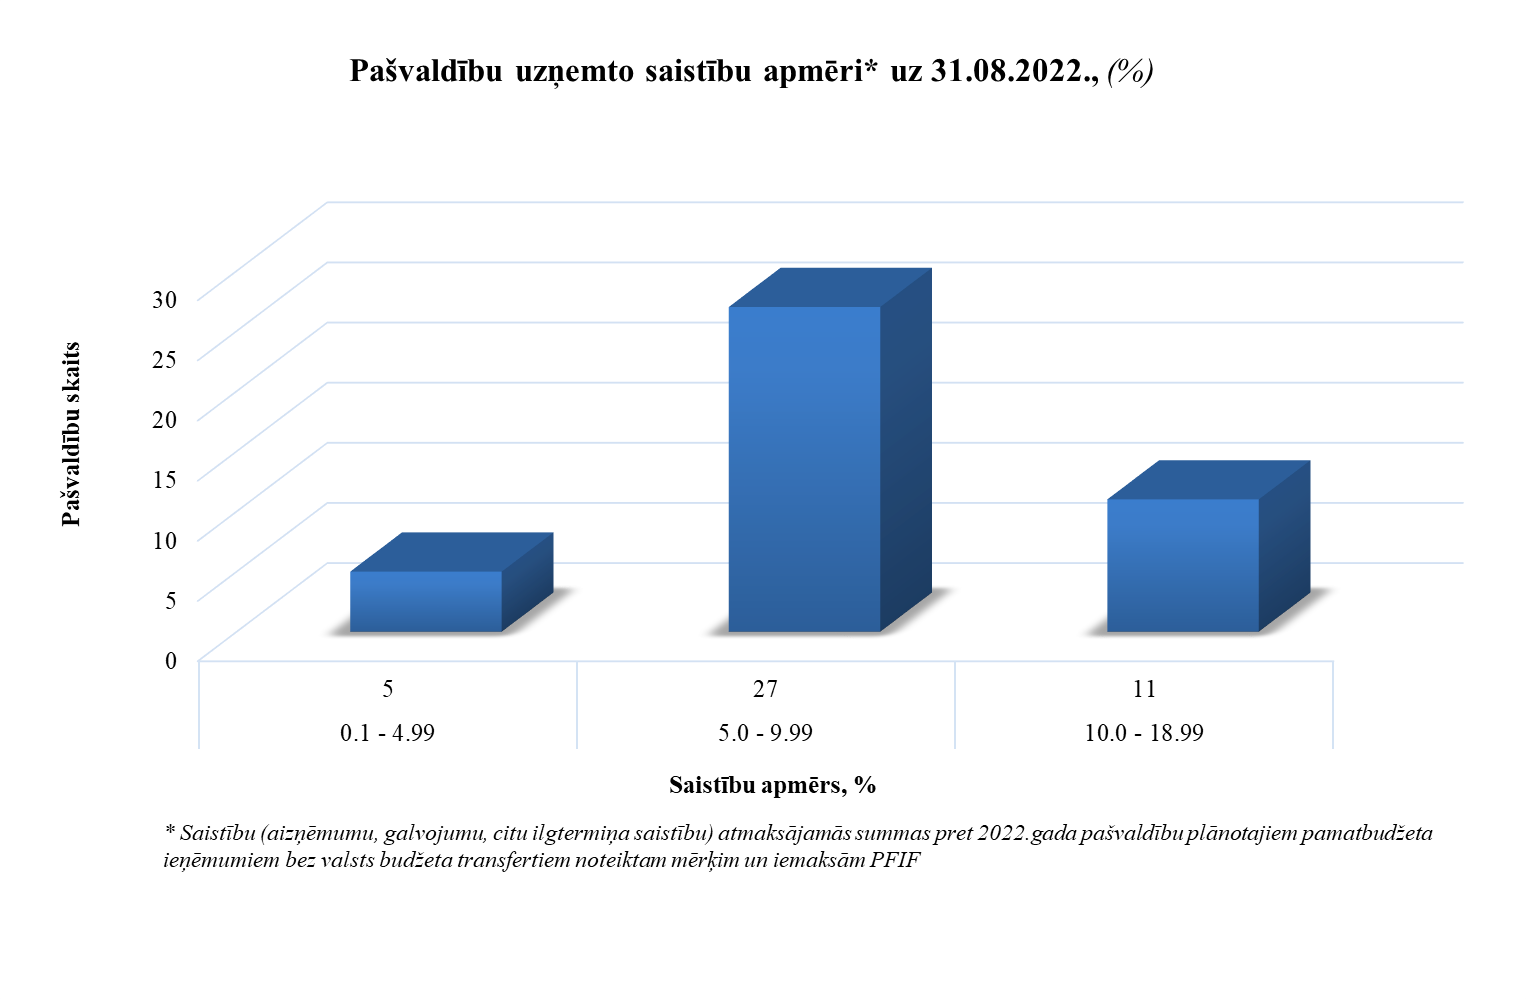 Pašvaldību uzņemto saistību apmēri* uz 31.08.2022., (%)
Pašvaldību skaits
30
25
20
15
10
5
0
5 27 11
0.1 - 4.99 5.0 - 9.99 10.0 - 18.99
Saistību apmērs, %
* Saistību (aizņēmumu, galvojumu, citu ilgtermiņa saistību) atmaksājamās summas pret 2022.gada pašvaldību plānotajiem pamatbudžeta
ieņēmumiem bez valsts budžeta transfertiem noteiktam mērķim un iemaksām PFIF